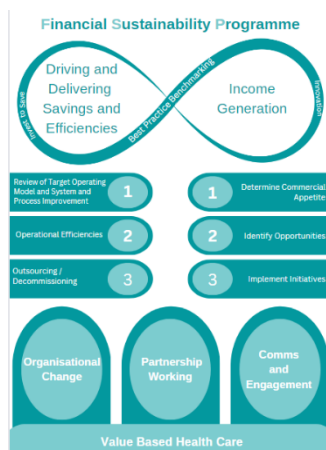 Financial Sustainability Programme
Driving and
Delivering
Savings and
Efficiencies
Invest to Save
Best Practice Benchmarking
Income
Generation
Innovation
Review of Target Operating
Model and System and
Process Improvement
1
Operational Efficiencies
2
Outsourcing /
Decommissioning
3
1
Determine Commercial
Appetite
2
Identify Opportunities
3
Implement Initiatives
Organisational
Change
Partnership
Working
Comms
and
Engagement
Value Based Health Care